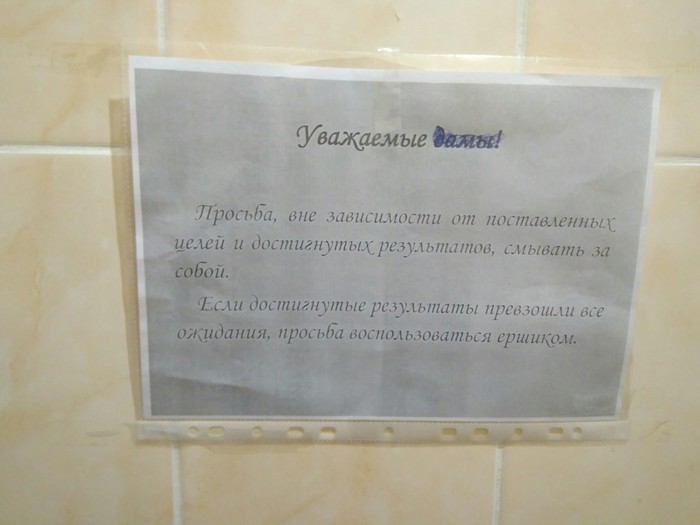 Уважаемые дамы!
Просьба, вне зависимости от поставленных
целей и достигнутых результатов, смывать за
собой.
Если достигнутые результаты превзошли все
ожидания, просьба воспользоваться ершиком.